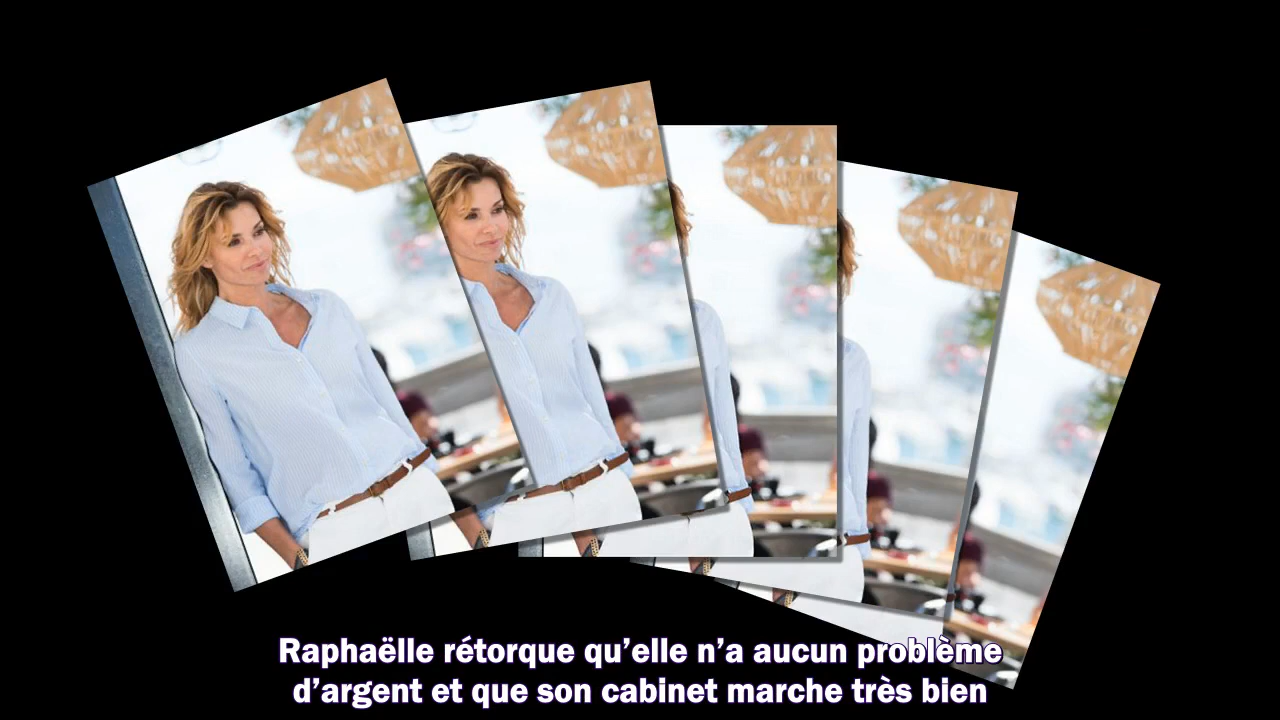 Raphaëlle rétorque qu’elle n’a aucun problème
d’argent et que son cabinet marche très bien